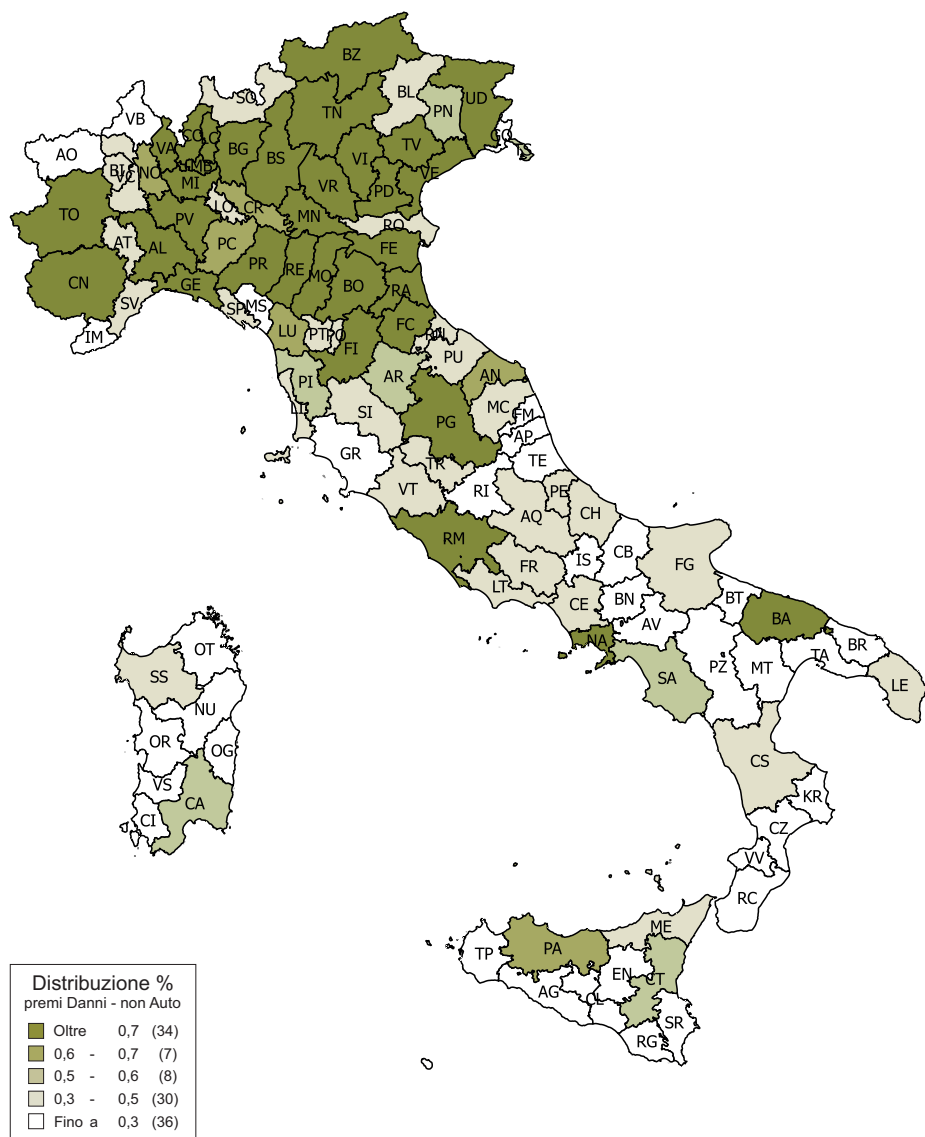 BZ
BL
UD
SO
TN
PN
VB
GO
TS
CO
LC
VA
BG
BS
VI
TV
AO
BI
VC
NO
MB
MI
VR
PD
VE
TO
LO
CR
MN
PV
RO
AT
AL
PC
FE
PR
RE
MO
BO
CN
GE
RA
SV
SP
MS
IM
LU
PT
PO
FC
RN
FI
PU
PI
AR
AN
LI
SI
MC
FM
PG
AP
GR
TE
TR
VT
RI
PE
AQ
CH
RM
CB
IS
FG
FR
LT
CE
BN
BT
AV
BA
NA
BR
TA
OT
PZ
MT
SS
SA
LE
NU
OR
OG
CS
VS
CA
KR
CI
CZ
VV
RC
ME
TP
PA
EN
CT
AG
CL
SR
RG
Distribuzione %
premi Danni - non Auto
Oltre 0,7 (34)
0,6 - 0,7 (7)
0,5 - 0,6 (8)
0,3 - 0,5 (30)
Fino a 0,3 (36)